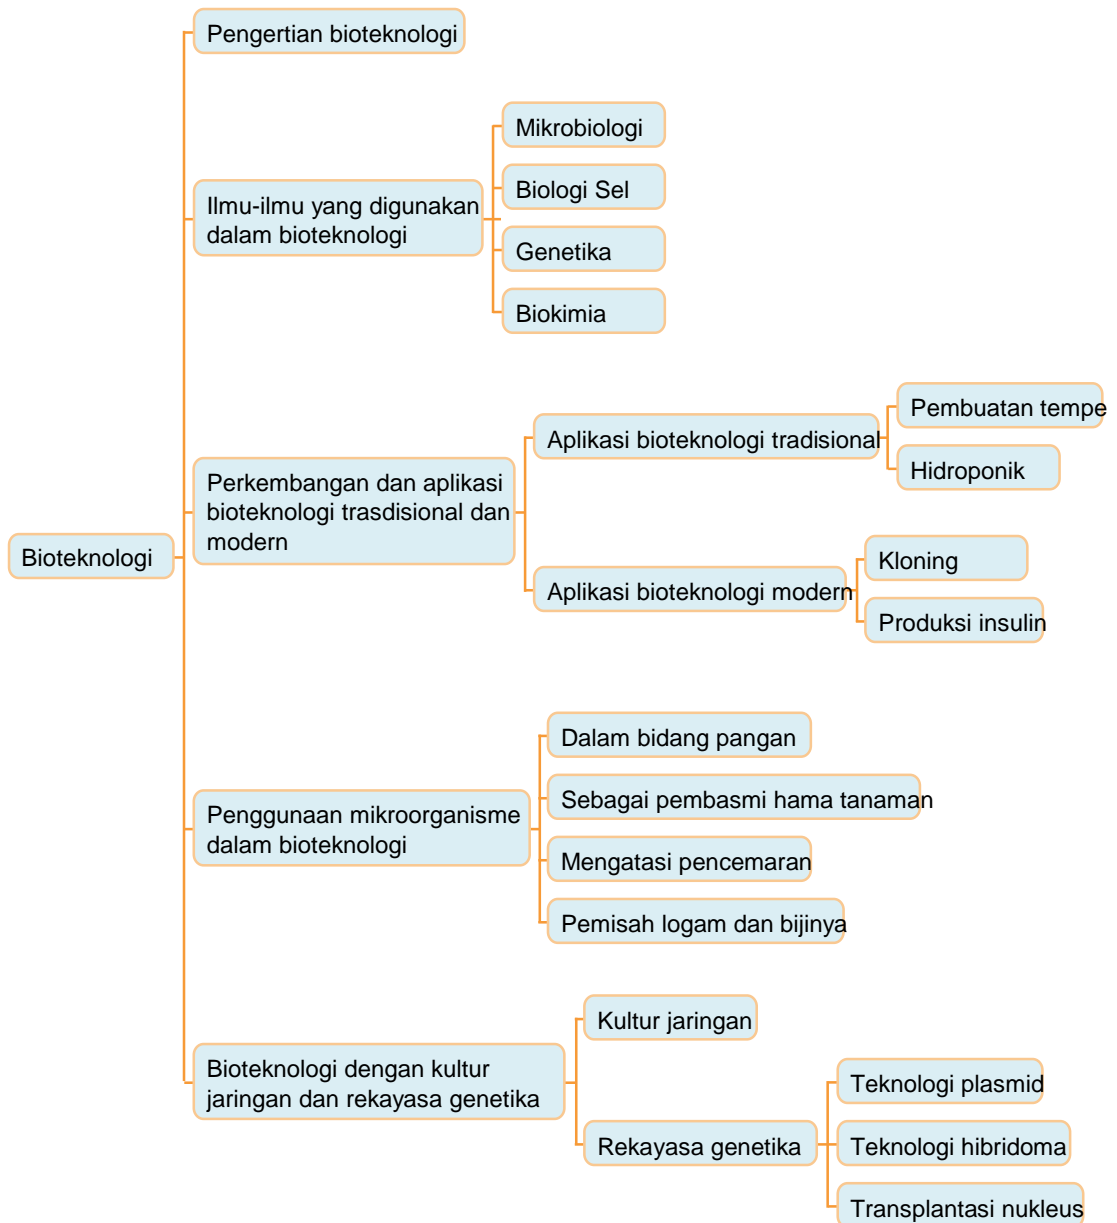 Pengertian bioteknologi
Mikrobiologi
Biologi Sel
Ilmu-ilmu yang digunakan
dalam bioteknologi
Genetika
Biokimia
Pembuatan tempe
Aplikasi bioteknologi tradisional
Hidroponik
Perkembangan dan aplikasi
bioteknologi trasdisional dan
modern
Bioteknologi
Kloning
Aplikasi bioteknologi modern
Produksi insulin
Dalam bidang pangan
Sebagai pembasmi hama tanaman
Penggunaan mikroorganisme
dalam bioteknologi
Mengatasi pencemaran
Pemisah logam dan bijinya
Kultur jaringan
Bioteknologi dengan kultur
jaringan dan rekayasa genetika
Teknologi plasmid
Rekayasa genetika
Teknologi hibridoma
Transplantasi nukleus